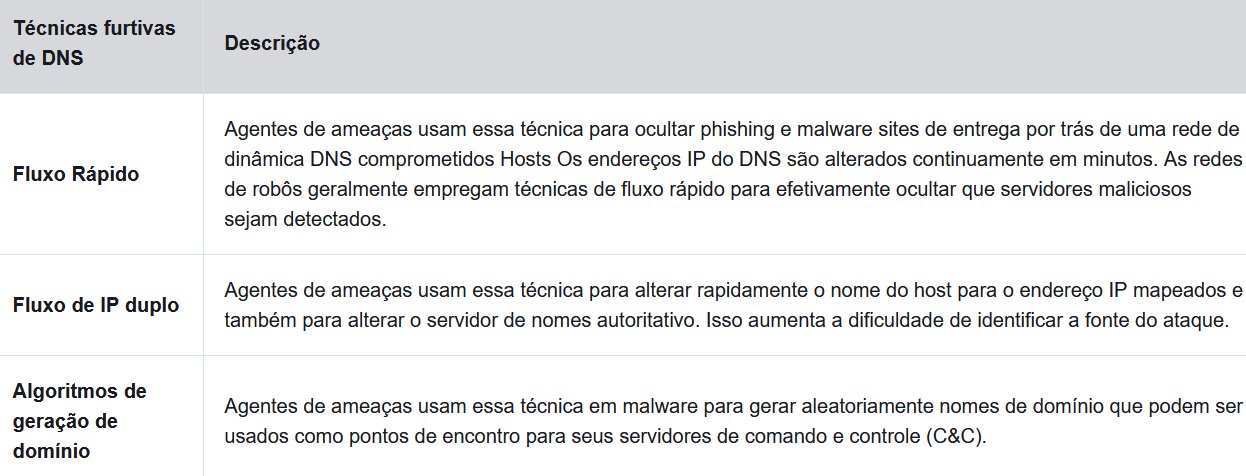 Técnicas furtivas
de DNS
Descrição
Fluxo Rápido
Agentes de ameaças usam essa técnica para ocultar phishing e malware sites de entrega por trás de uma rede de
dinâmica DNS comprometidos Hosts Os endereços IP do DNS são alterados continuamente em minutos. As redes
de robôs geralmente empregam técnicas de fluxo rápido para efetivamente ocultar que servidores maliciosos
sejam detectados.
Fluxo de IP duplo
Agentes de ameaças usam essa técnica para alterar rapidamente o nome do host para o endereço IP mapeados e
também para alterar o servidor de nomes autoritativo. Isso aumenta a dificuldade de identificar a fonte do ataque.
Algoritmos de
geração de
domínio
Agentes de ameaças usam essa técnica em malware para gerar aleatoriamente nomes de domínio que podem ser
usados como pontos de encontro para seus servidores de comando e controle (C&C).